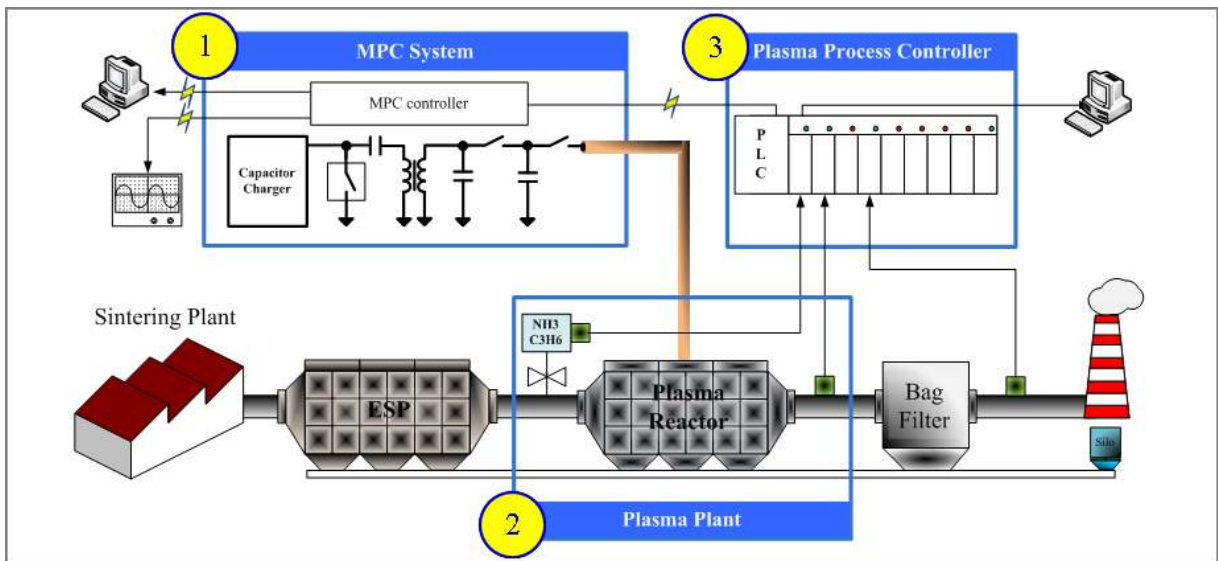 1
MPC System
3
Plasma Process Controller
MPC controller
P
L
C
Capacitor
Charger
Sintering Plant
NH3
C3H6
ESP
Plasma
Reactor
Bag
Filter
Silo
2
Plasma Plant